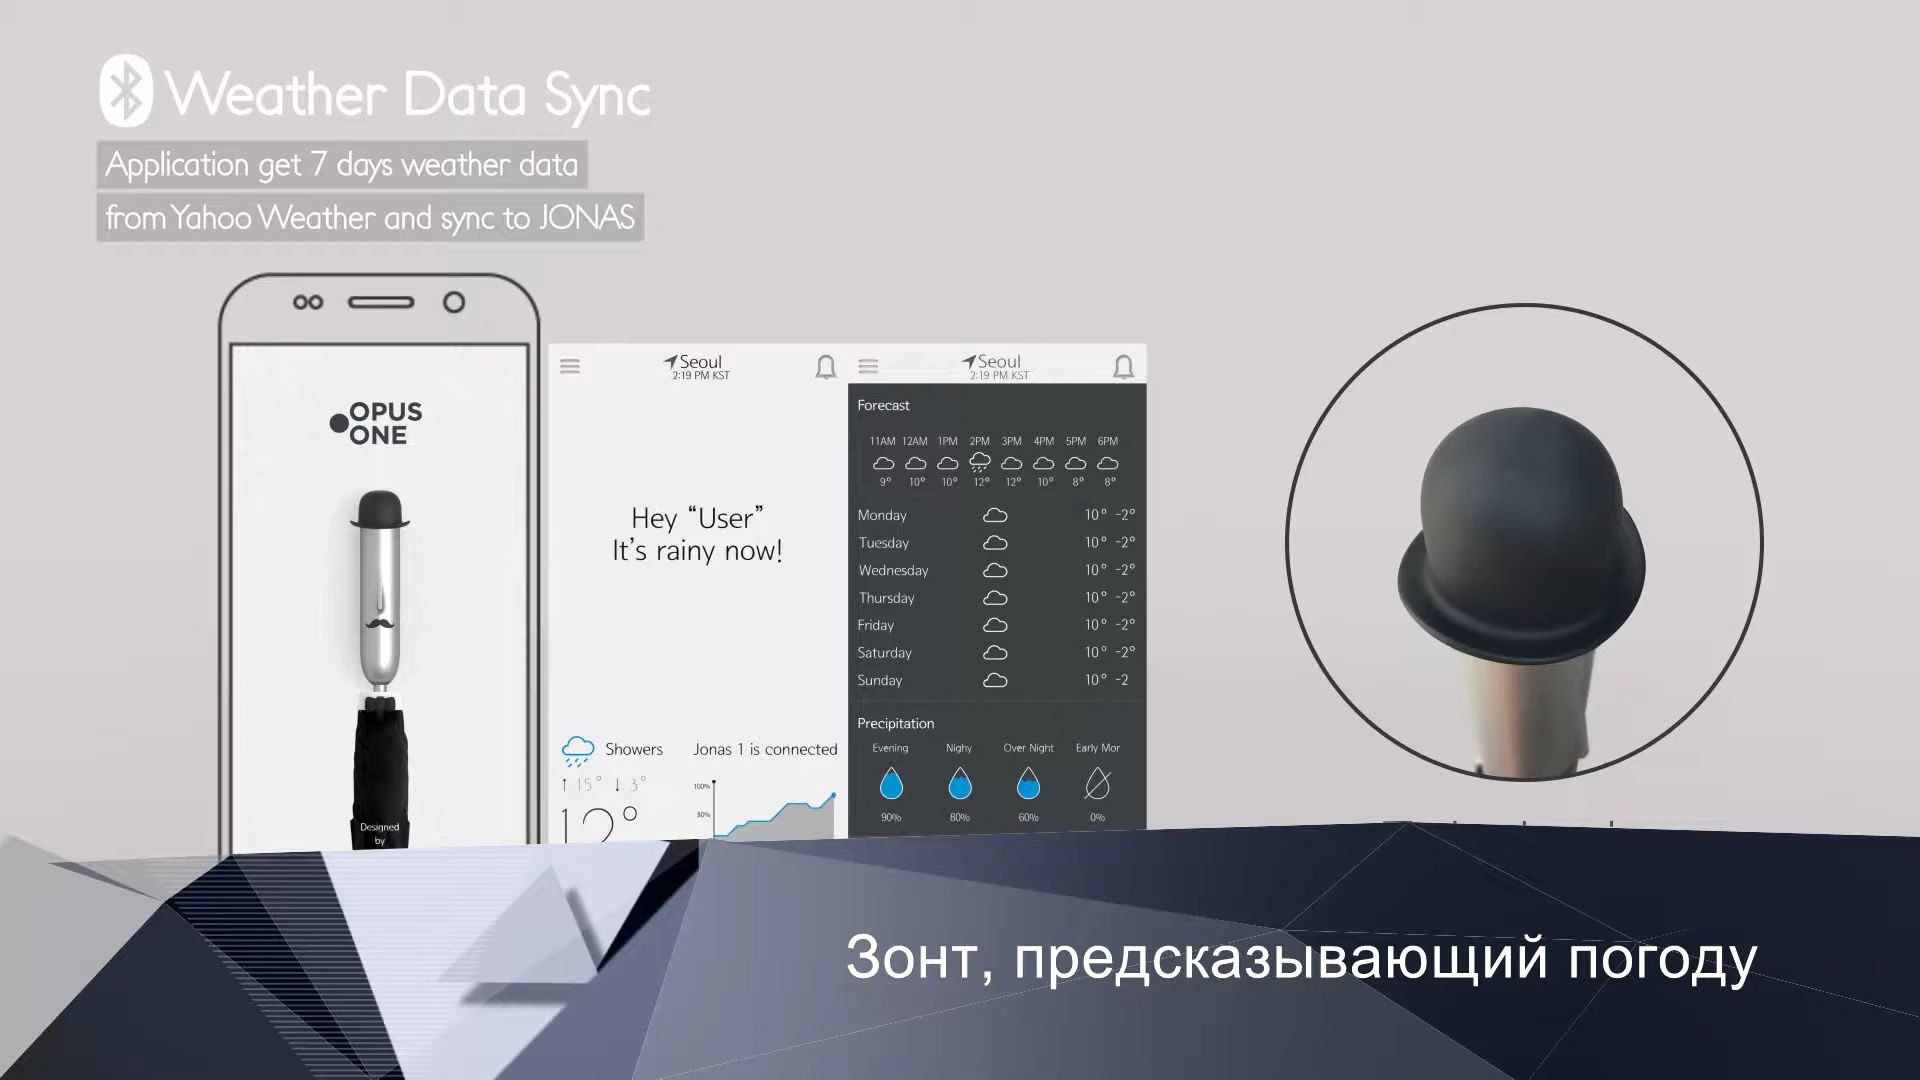 Weather Data Sync
Application get 7 days weather data
from Yahoo Weather and sync to JONAS
OPUS
ONE
Designed
by
Seoul
2:19 PM KST
Hey “User”
It’s rainy now!
Showers
Jonas 1 is connected
↑ 15° ↓ 3°
12°
100%
50%
Seoul
2:19 PM KST
Forecast
11AM 12AM 1PM 2PM 3PM 4PM 5PM 6PM
9° 10° 10° 12° 12° 10° 8° 8°
Monday 10° -2°
Tuesday 10° -2°
Wednesday 10° -2°
Thursday 10° -2°
Friday 10° -2°
Saturday 10° -2°
Sunday 10° -2
Precipitation
Evening Nighy Over Night Early Mor
90% 80% 60% 0%
Зонт, предсказывающий погоду